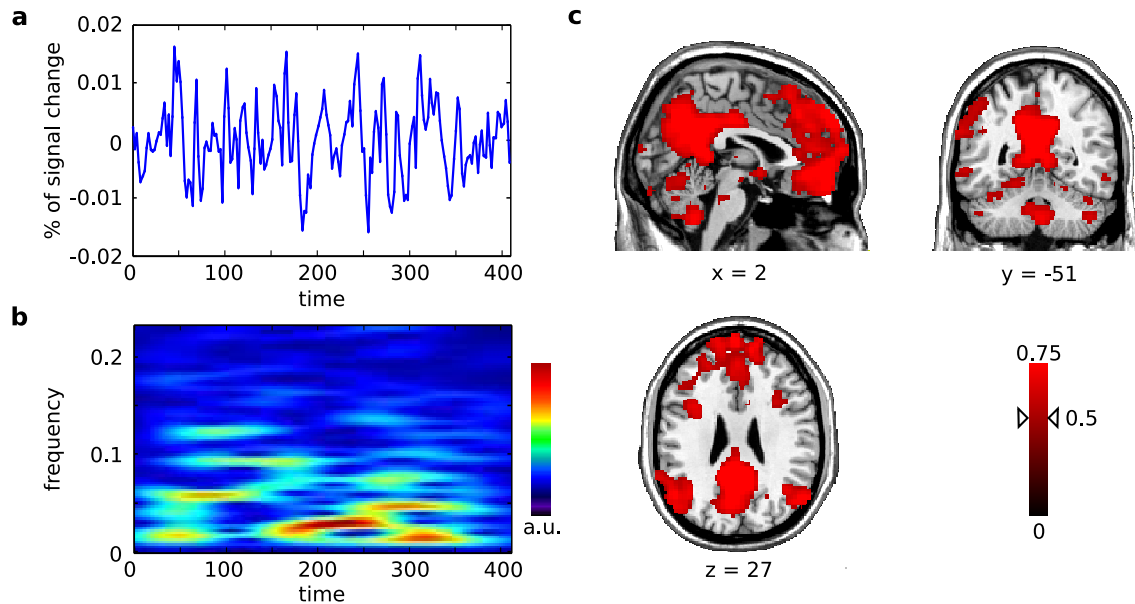 a
% of signal change
0.02
0.01
0
-0.01
-0.02
0 100 200 300 400
time
b
frequency
0.2
0.1
0
0 100 200 300 400
time
a.u.
c
x = 2
y = -51
z = 27
0.75
0.5
0